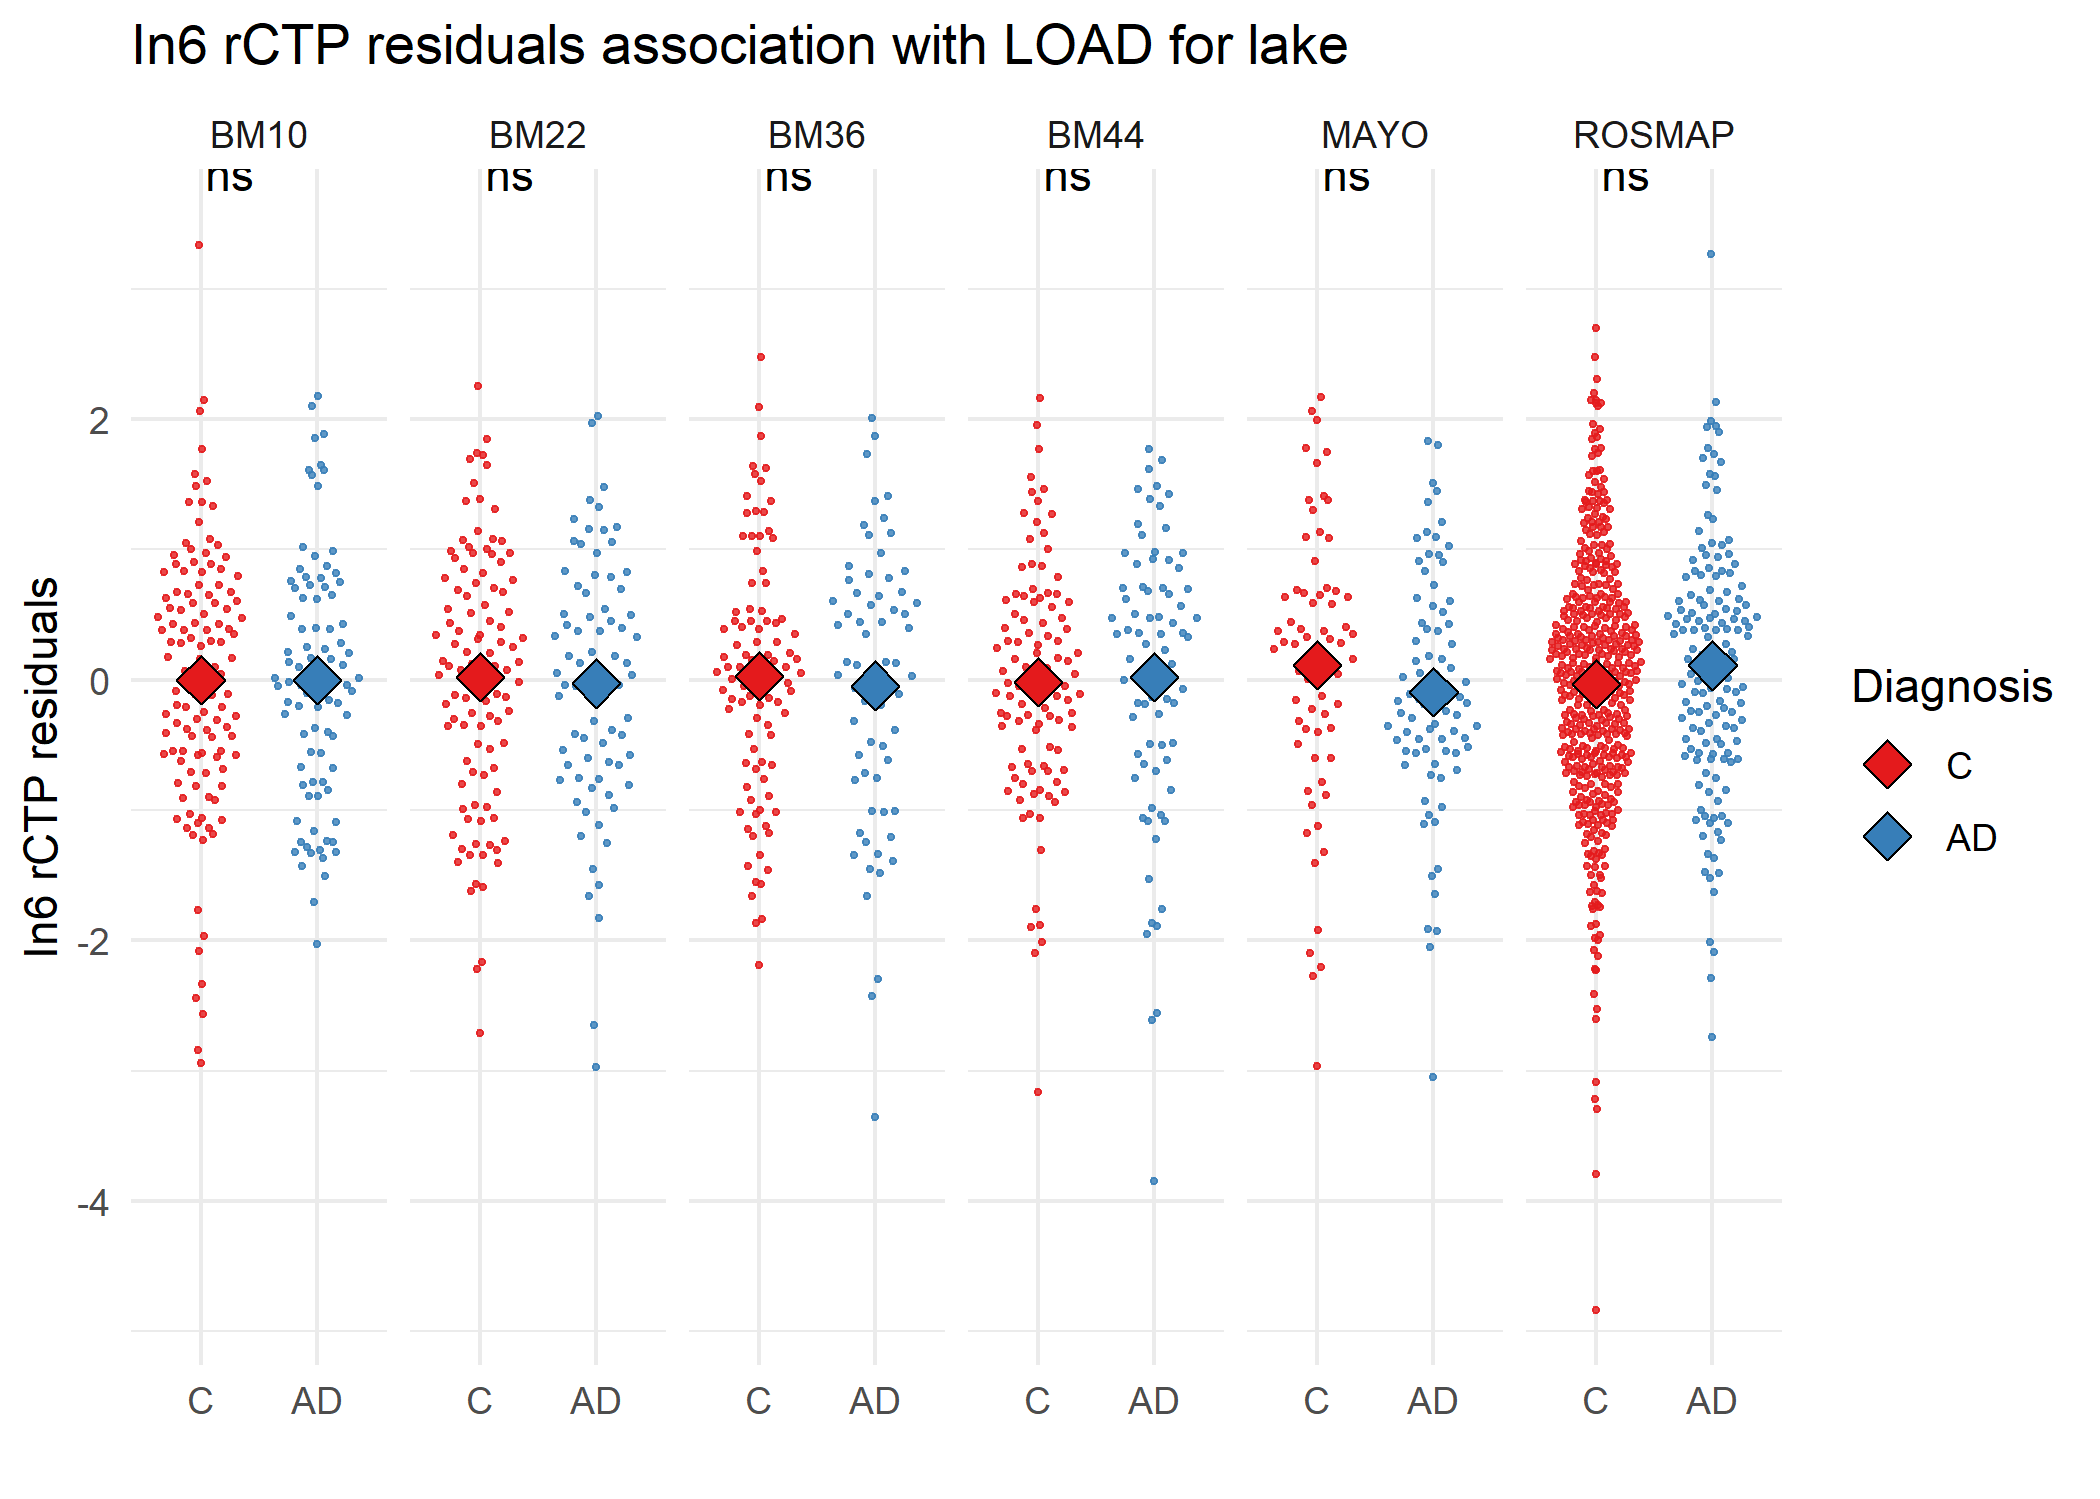 In6 rCTP residuals association with LOAD for lake
BM10 BM22 BM36 BM44 MAYO ROSMAP
ns ns ns ns ns ns
2
0
-2
-4
In6 rCTP residuals
C AD C AD C AD C AD C AD C AD
Diagnosis
C
AD